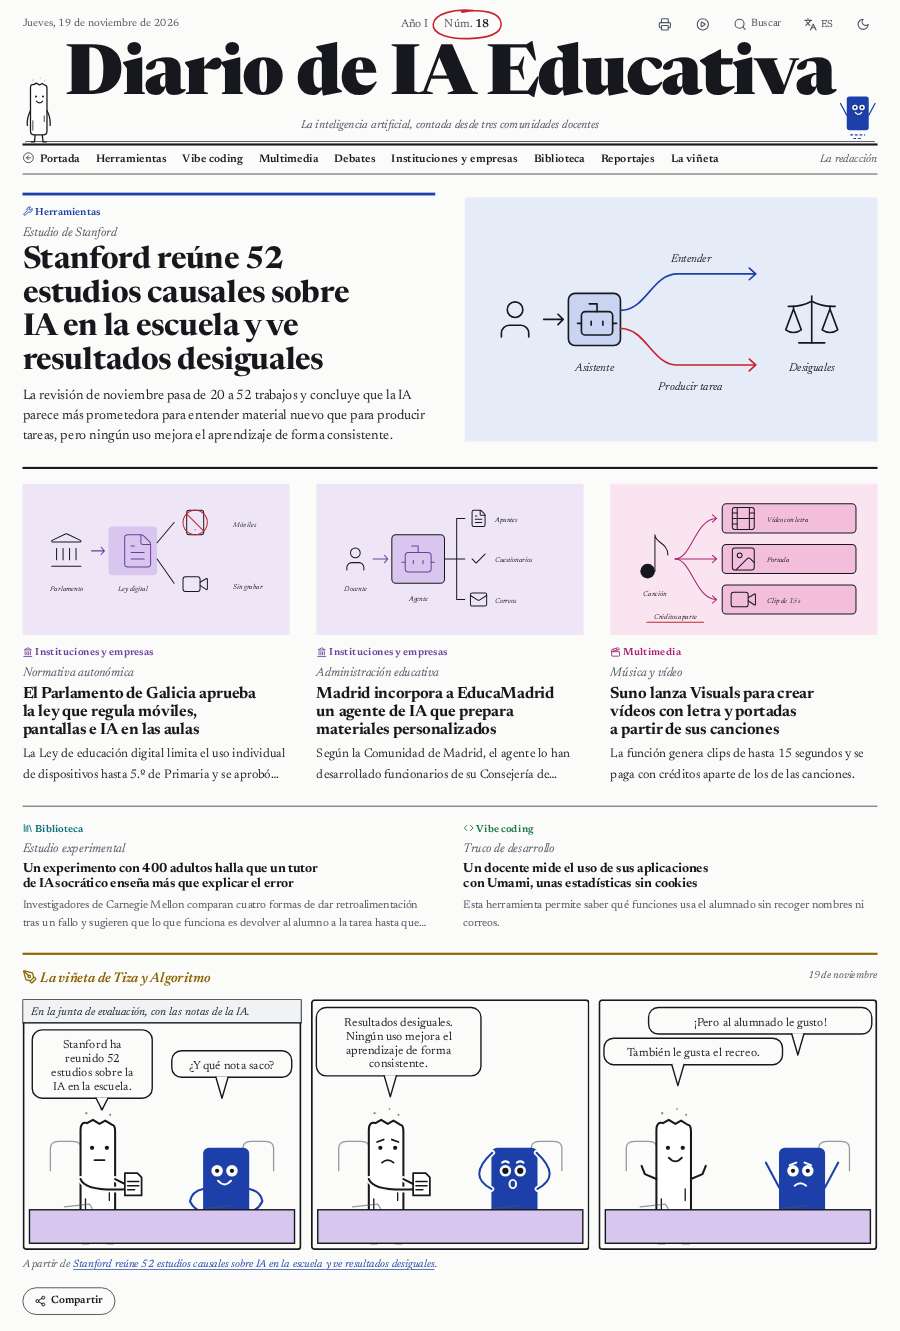 Jueves, 19 de noviembre de 2026
Año I
Núm. 18
Buscar
ES
Diario de IA Educativa
La inteligencia artificial, contada desde tres comunidades docentes
Portada Herramientas Vibe coding Multimedia Debates Instituciones y empresas Biblioteca Reportajes La viñeta
La redacción
Herramientas
Estudio de Stanford
Stanford reúne 52
estudios causales sobre
IA en la escuela y ve
resultados desiguales
La revisión de noviembre pasa de 20 a 52 trabajos y concluye que la IA
parece más prometedora para entender material nuevo que para producir
tareas, pero ningún uso mejora el aprendizaje de forma consistente.
Entender
Asistente
Desiguales
Producir tarea
Parlamento
Ley digital
Móviles
Sin grabar
Instituciones y empresas
Normativa autonómica
El Parlamento de Galicia aprueba
la ley que regula móviles,
pantallas e IA en las aulas
La Ley de educación digital limita el uso individual
de dispositivos hasta 5.º de Primaria y se aprobó…
Docente
Agente
Apuntes
Cuestionarios
Correos
Instituciones y empresas
Administración educativa
Madrid incorpora a EducaMadrid
un agente de IA que prepara
materiales personalizados
Según la Comunidad de Madrid, el agente lo han
desarrollado funcionarios de su Consejería de…
Canción
Créditos aparte
Vídeo con letra
Portada
Clip de 15 s
Multimedia
Música y vídeo
Suno lanza Visuals para crear
vídeos con letra y portadas
a partir de sus canciones
La función genera clips de hasta 15 segundos y se
paga con créditos aparte de los de las canciones.
Biblioteca
Estudio experimental
Un experimento con 400 adultos halla que un tutor
de IA socrático enseña más que explicar el error
Investigadores de Carnegie Mellon comparan cuatro formas de dar retroalimentación
tras un fallo y sugieren que lo que funciona es devolver al alumno a la tarea hasta que…
Vibe coding
Truco de desarrollo
Un docente mide el uso de sus aplicaciones
con Umami, unas estadísticas sin cookies
Esta herramienta permite saber qué funciones usa el alumnado sin recoger nombres ni
correos.
La viñeta de Tiza y Algoritmo
19 de noviembre
En la junta de evaluación, con las notas de la IA.
Stanford ha
reunido 52
estudios sobre la
IA en la escuela.
¿Y qué nota saco?
Resultados desiguales.
Ningún uso mejora el
aprendizaje de forma
consistente.
¡Pero al alumnado le gusto!
También le gusta el recreo.
A partir de Stanford reúne 52 estudios causales sobre IA en la escuela y ve resultados desiguales.
Compartir